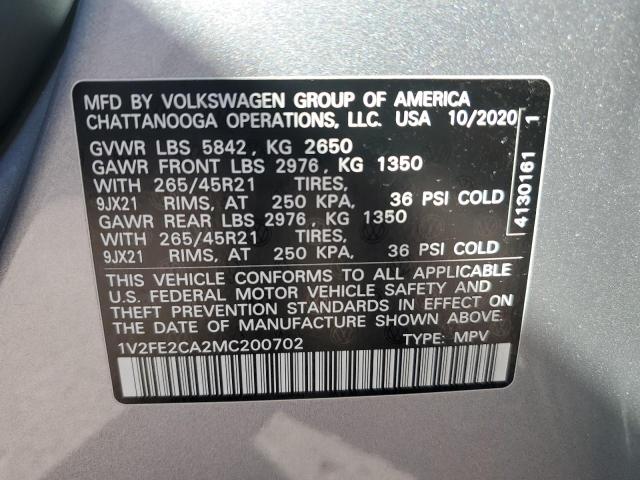 MFD BY VOLKSWAGEN GROUP OF AMERICA
CHATTANOOGA OPERATIONS, LLC. USA 10/2020
GVWR LBS 5842, KG 2650
GAWR FRONT LBS 2976, KG 1350
WITH 265/45R21 TIRES,
9JX21 RIMS, AT 250 KPA, 36 PSI COLD
GAWR REAR LBS 2976, KG 1350
WITH 265/45R21 TIRES,
9JX21 RIMS, AT 250 KPA, 36 PSI COLD
THIS VEHICLE CONFORMS TO ALL APPLICABLE
U.S. FEDERAL MOTOR VEHICLE SAFETY AND
THEFT PREVENTION STANDARDS IN EFFECT ON
THE DATE OF MANUFACTURE SHOWN ABOVE.
1V2FE2CA2MC200702 TYPE: MPV
4130161 1